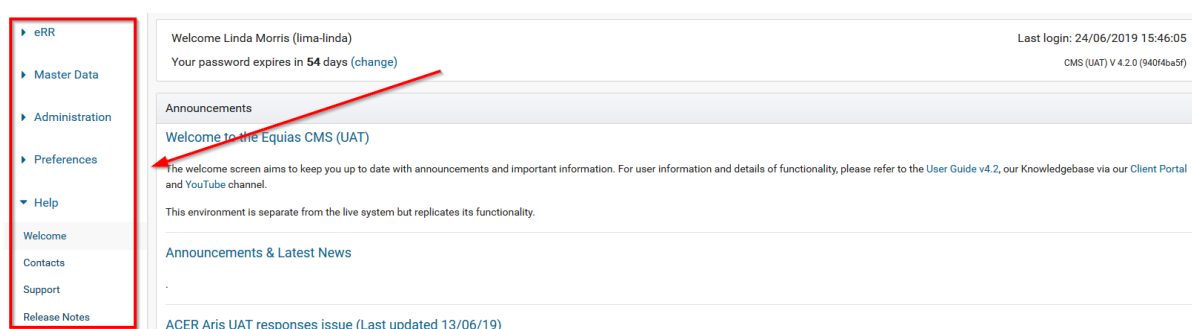 eRR
Master Data
Administration
Preferences
Help
Welcome
Contacts
Support
Release Notes
Welcome Linda Morris (lima-linda)
Last login: 24/06/2019 15:46:05
Your password expires in 54 days (change)
CMS (UAT) V 4.2.0 (940f4ba5f)
Announcements
Welcome to the Equias CMS (UAT)
The welcome screen aims to keep you up to date with announcements and important information. For user information and details of functionality, please refer to the User Guide v4.2, our Knowledgebase via our Client Portal
and YouTube channel.
This environment is separate from the live system but replicates its functionality.
Announcements & Latest News
.
ACER Aris UAT responses issue (Last updated 13/06/19)